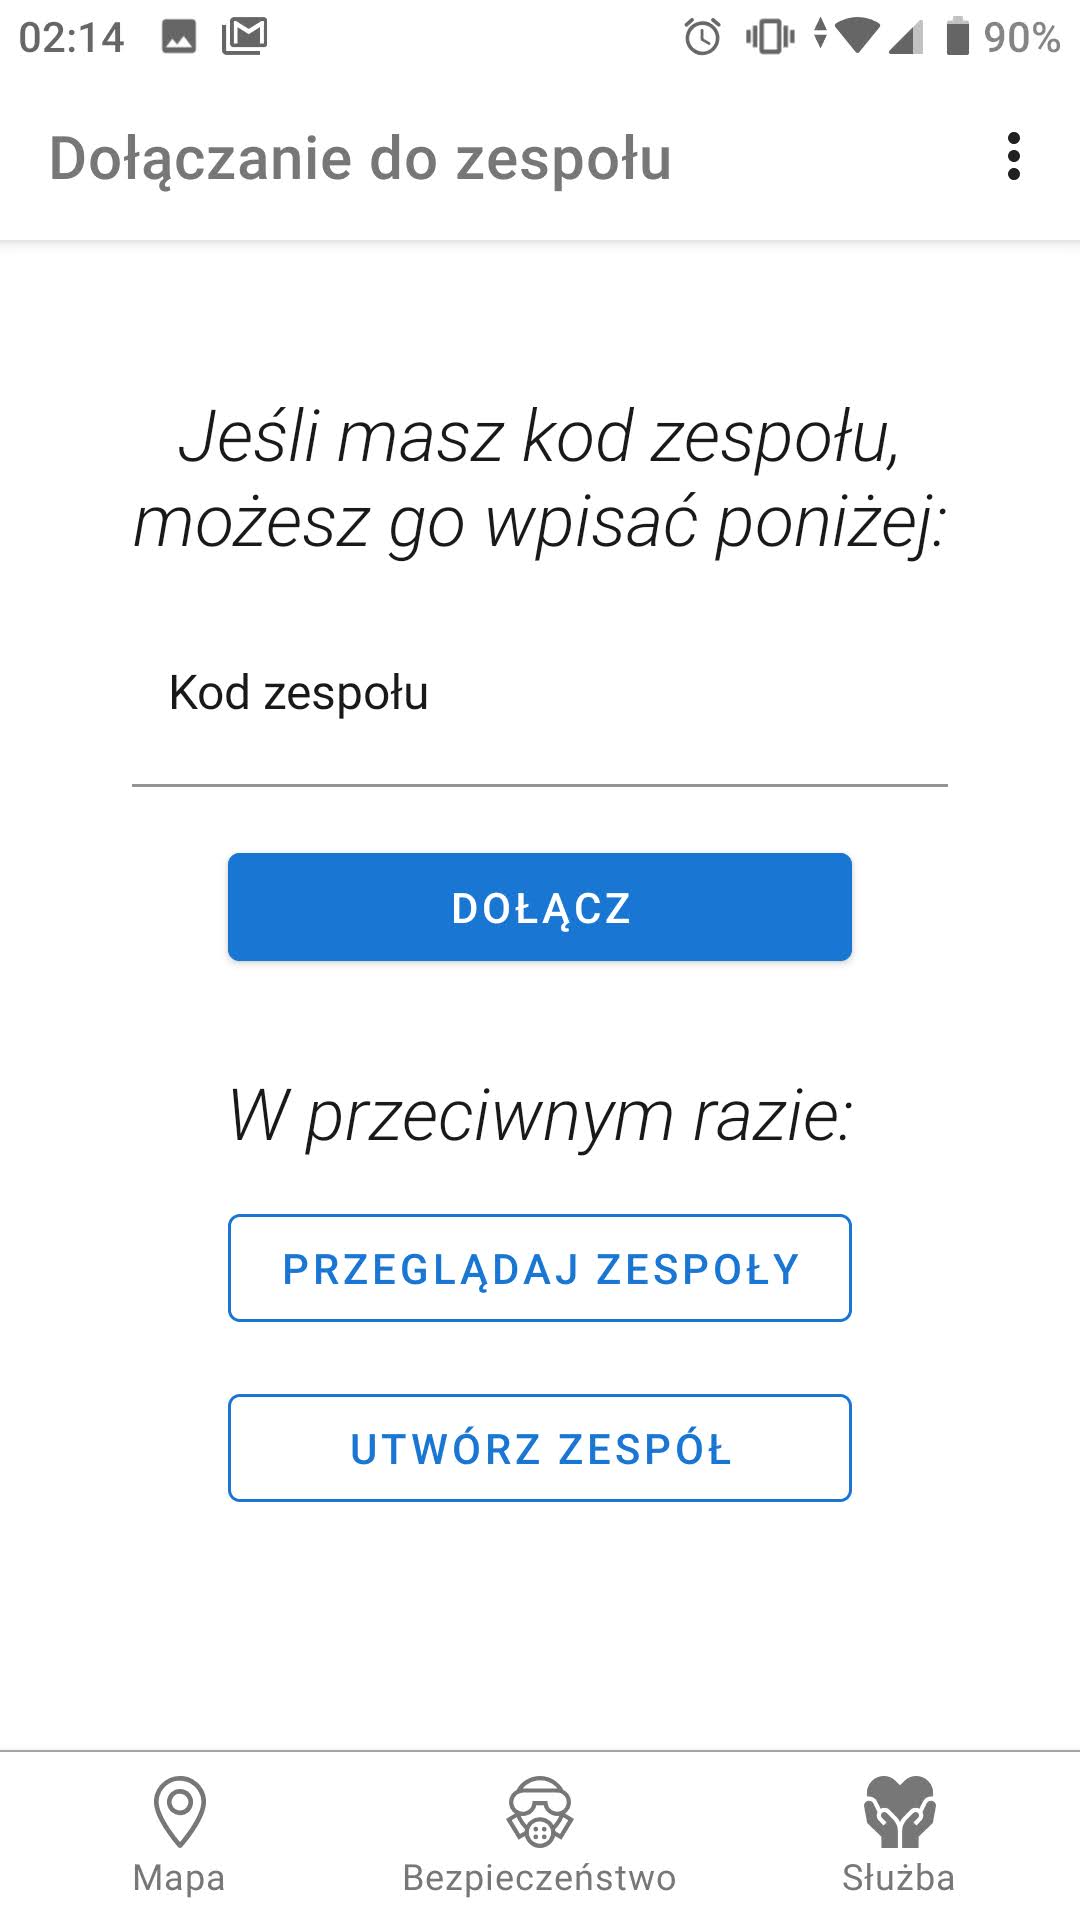 02:14
90%
Dołączanie do zespołu
Jeśli masz kod zespołu,
możesz go wpisać poniżej:
Kod zespołu
DOŁĄCZ
W przeciwnym razie:
PRZEGLĄDAJ ZESPOŁY
UTWÓRZ ZESPÓŁ
Mapa
Bezpieczeństwo
Służba